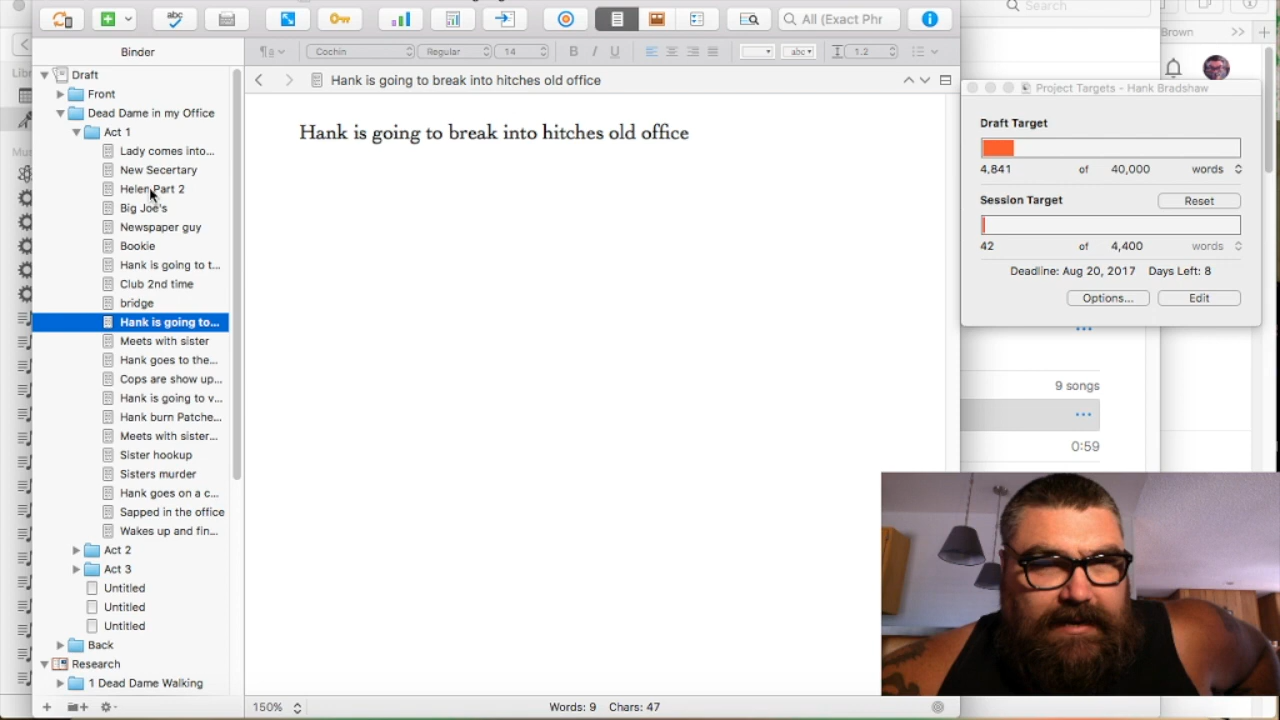 abc
All (Exact Phr
Search
Brown
Binder
Cochin
Regular
14
B I U
abc
1.2
Draft
Front
Dead Dame in my Office
Act 1
Lady comes into...
New Secertary
Helen Part 2
Big Joe's
Newspaper guy
Bookie
Hank is going to t...
Club 2nd time
bridge
Hank is going to...
Meets with sister
Hank goes to the...
Cops are show up...
Hank is going to v...
Hank burn Patche...
Meets with sister...
Sister hookup
Sisters murder
Hank goes on a c...
Sapped in the office
Wakes up and fin...
Act 2
Act 3
Untitled
Untitled
Untitled
Back
Research
1 Dead Dame Walking
Hank is going to break into hitches old office
Hank is going to break into hitches old office
150%
Words: 9 Chars: 47
Project Targets - Hank Bradshaw
Draft Target
4,841 of 40,000 words
Session Target
Reset
42 of 4,400 words
Deadline: Aug 20, 2017 Days Left: 8
Options...
Edit
9 songs
0:59